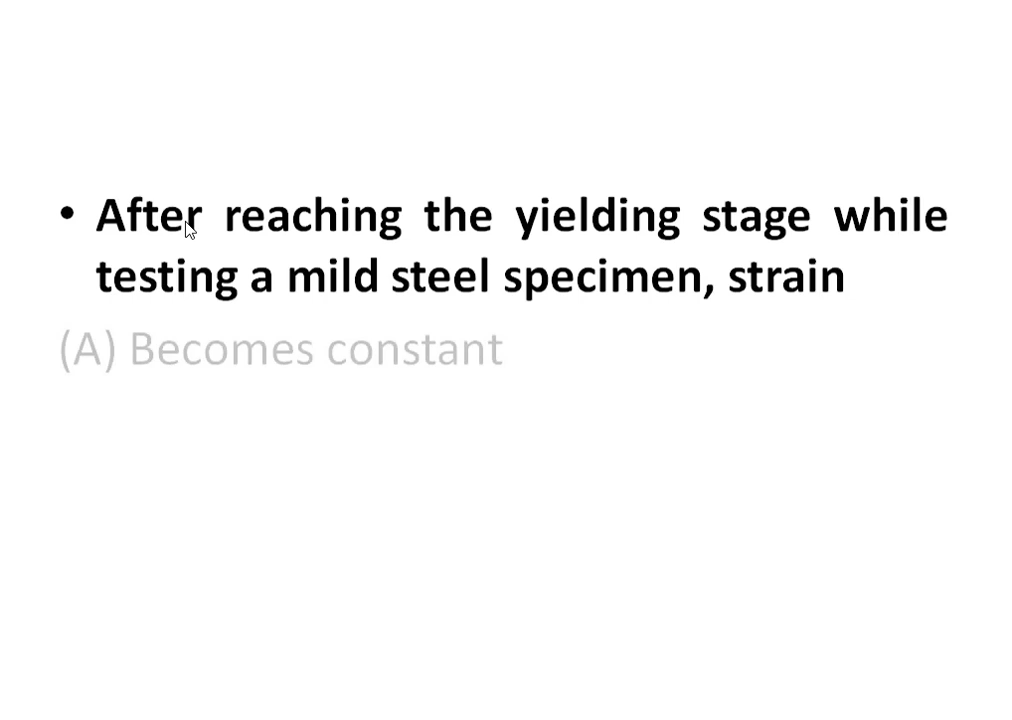 • After reaching the yielding stage while
testing a mild steel specimen, strain
(A) Becomes constant